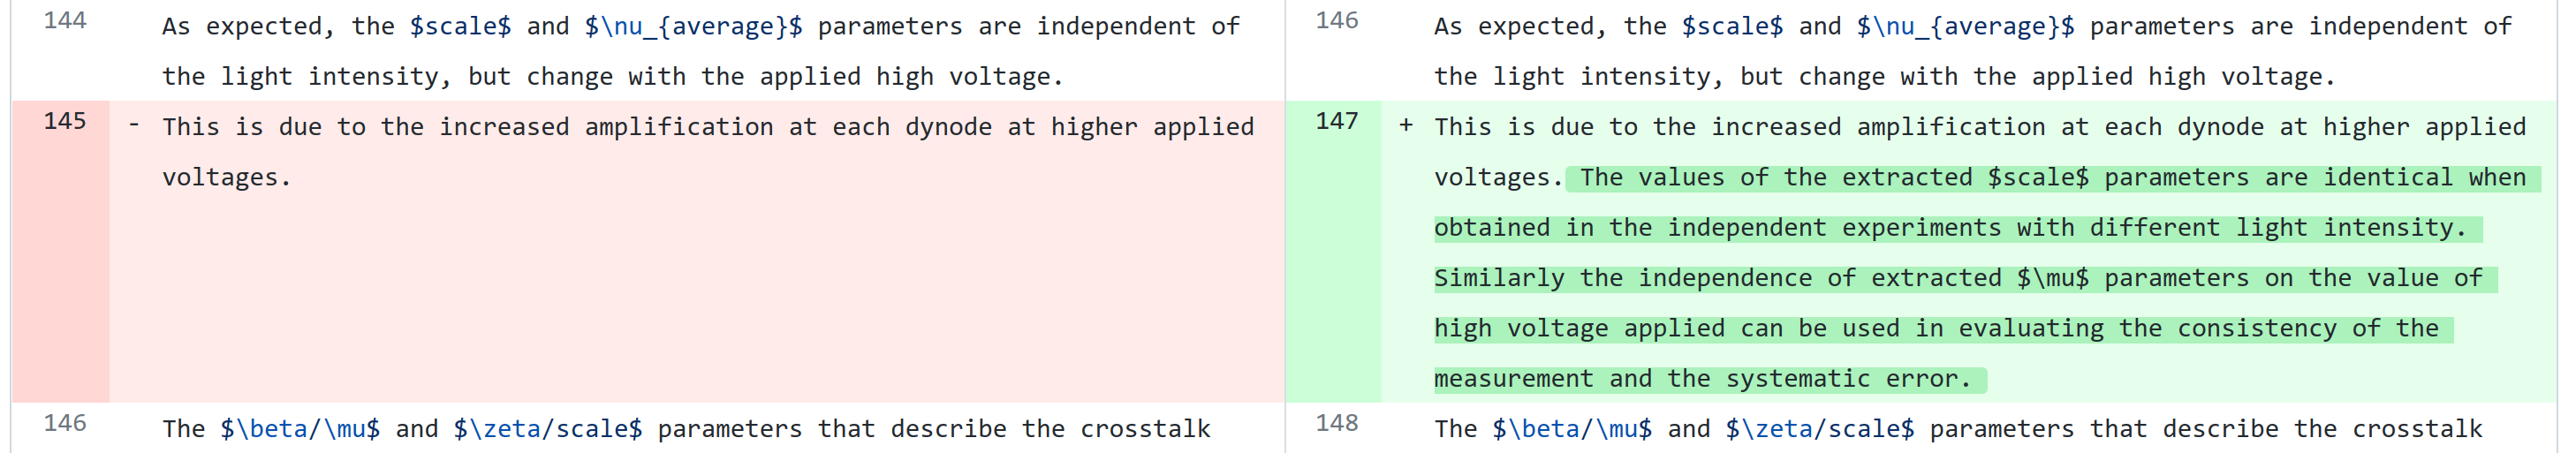 144 As expected, the $scale$ and $\nu_{average}$ parameters are independent of
the light intensity, but change with the applied high voltage.
145 - This is due to the increased amplification at each dynode at higher applied
voltages.
146 The $\beta/\mu$ and $\zeta/scale$ parameters that describe the crosstalk
146 As expected, the $scale$ and $\nu_{average}$ parameters are independent of
the light intensity, but change with the applied high voltage.
147 + This is due to the increased amplification at each dynode at higher applied
voltages. The values of the extracted $scale$ parameters are identical when
obtained in the independent experiments with different light intensity.
Similarly the independence of extracted $\mu$ parameters on the value of
high voltage applied can be used in evaluating the consistency of the
measurement and the systematic error.
148 The $\beta/\mu$ and $\zeta/scale$ parameters that describe the crosstalk